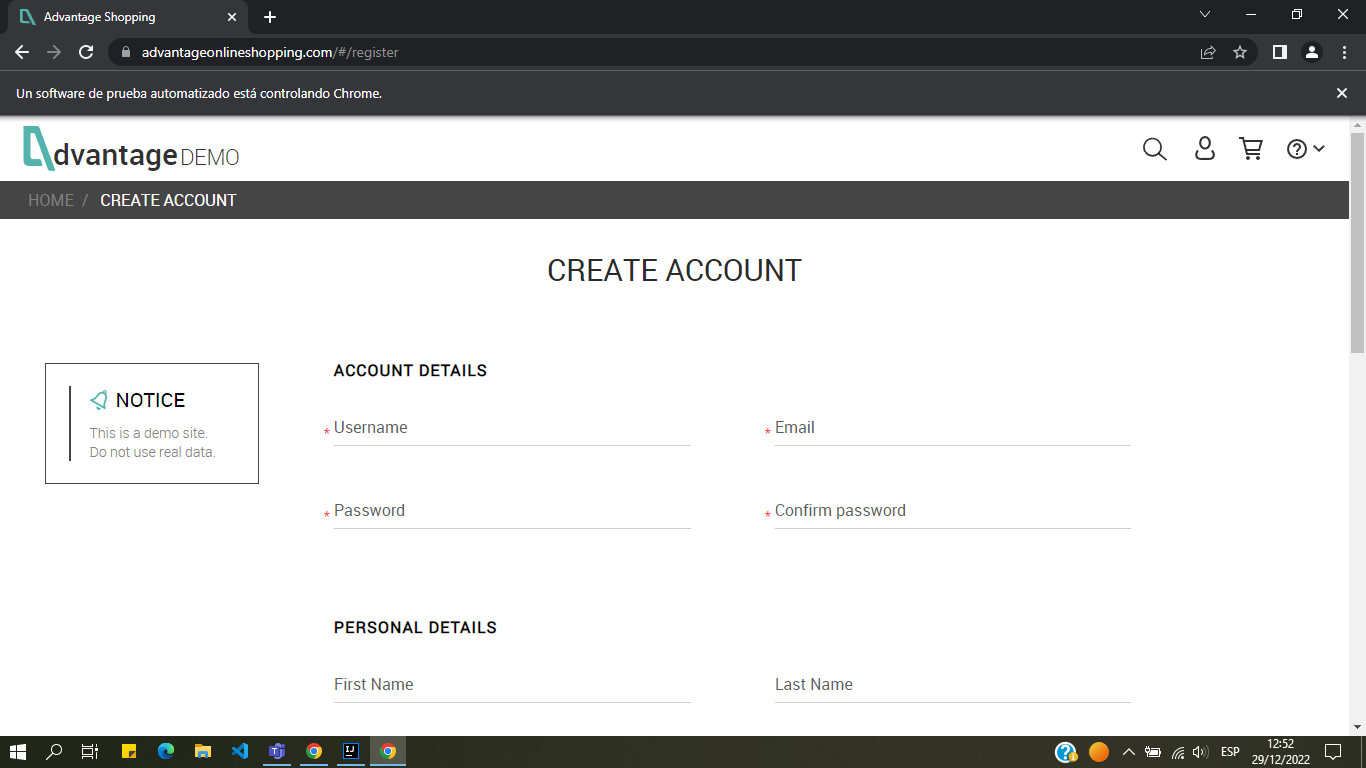 Advantage Shopping
advantageonlineshopping.com/#/register
Un software de prueba automatizado está controlando Chrome.
dvantage DEMO
HOME / CREATE ACCOUNT
CREATE ACCOUNT
NOTICE
This is a demo site.
Do not use real data.
ACCOUNT DETAILS
* Username
* Email
* Password
* Confirm password
PERSONAL DETAILS
First Name
Last Name
ESP
12:52
29/12/2022